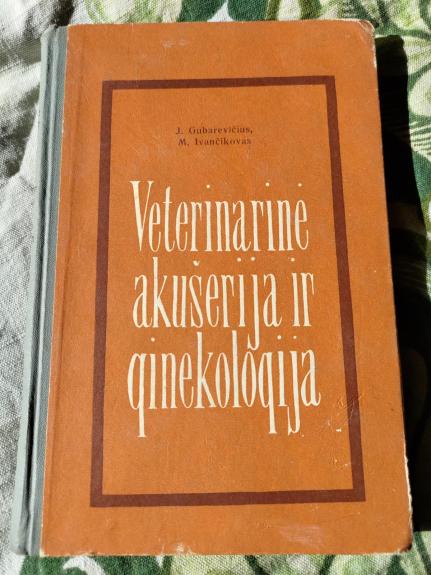 J. Gubarevičius,
M. Ivančikovas
Veterinarinė
akušerija ir
ginekologija